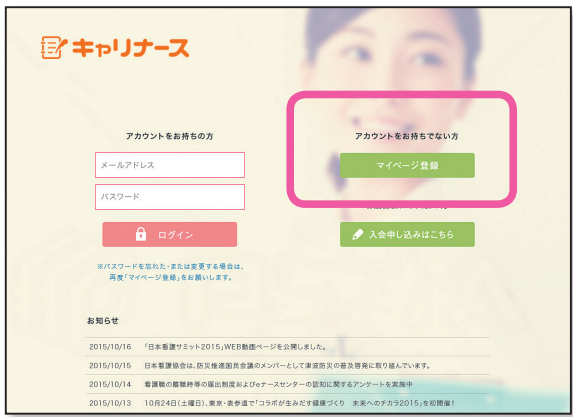 キャリナース
アカウントをお持ちの方
アカウントをお持ちでない方
メールアドレス
マイページ登録
パスワード
ログイン
入会申し込みはこちら
※パスワードを忘れた・または変更する場合は、
再度「マイページ登録」をお願いします。
お知らせ
2015/10/16 「日本看護サミット2015」WEB動画ページを公開しました。
2015/10/15 日本看護協会は、防災推進国民会議のメンバーとして津波防災の普及啓発に取り組んでいます。
2015/10/14 看護職の離職時等の届出制度およびeナースセンターの認知に関するアンケートを実施中
2015/10/13 10月24日(土曜日)、東京・表参道で「コラボが生みだす健康づくり 未来へのチカラ2015」を初開催!